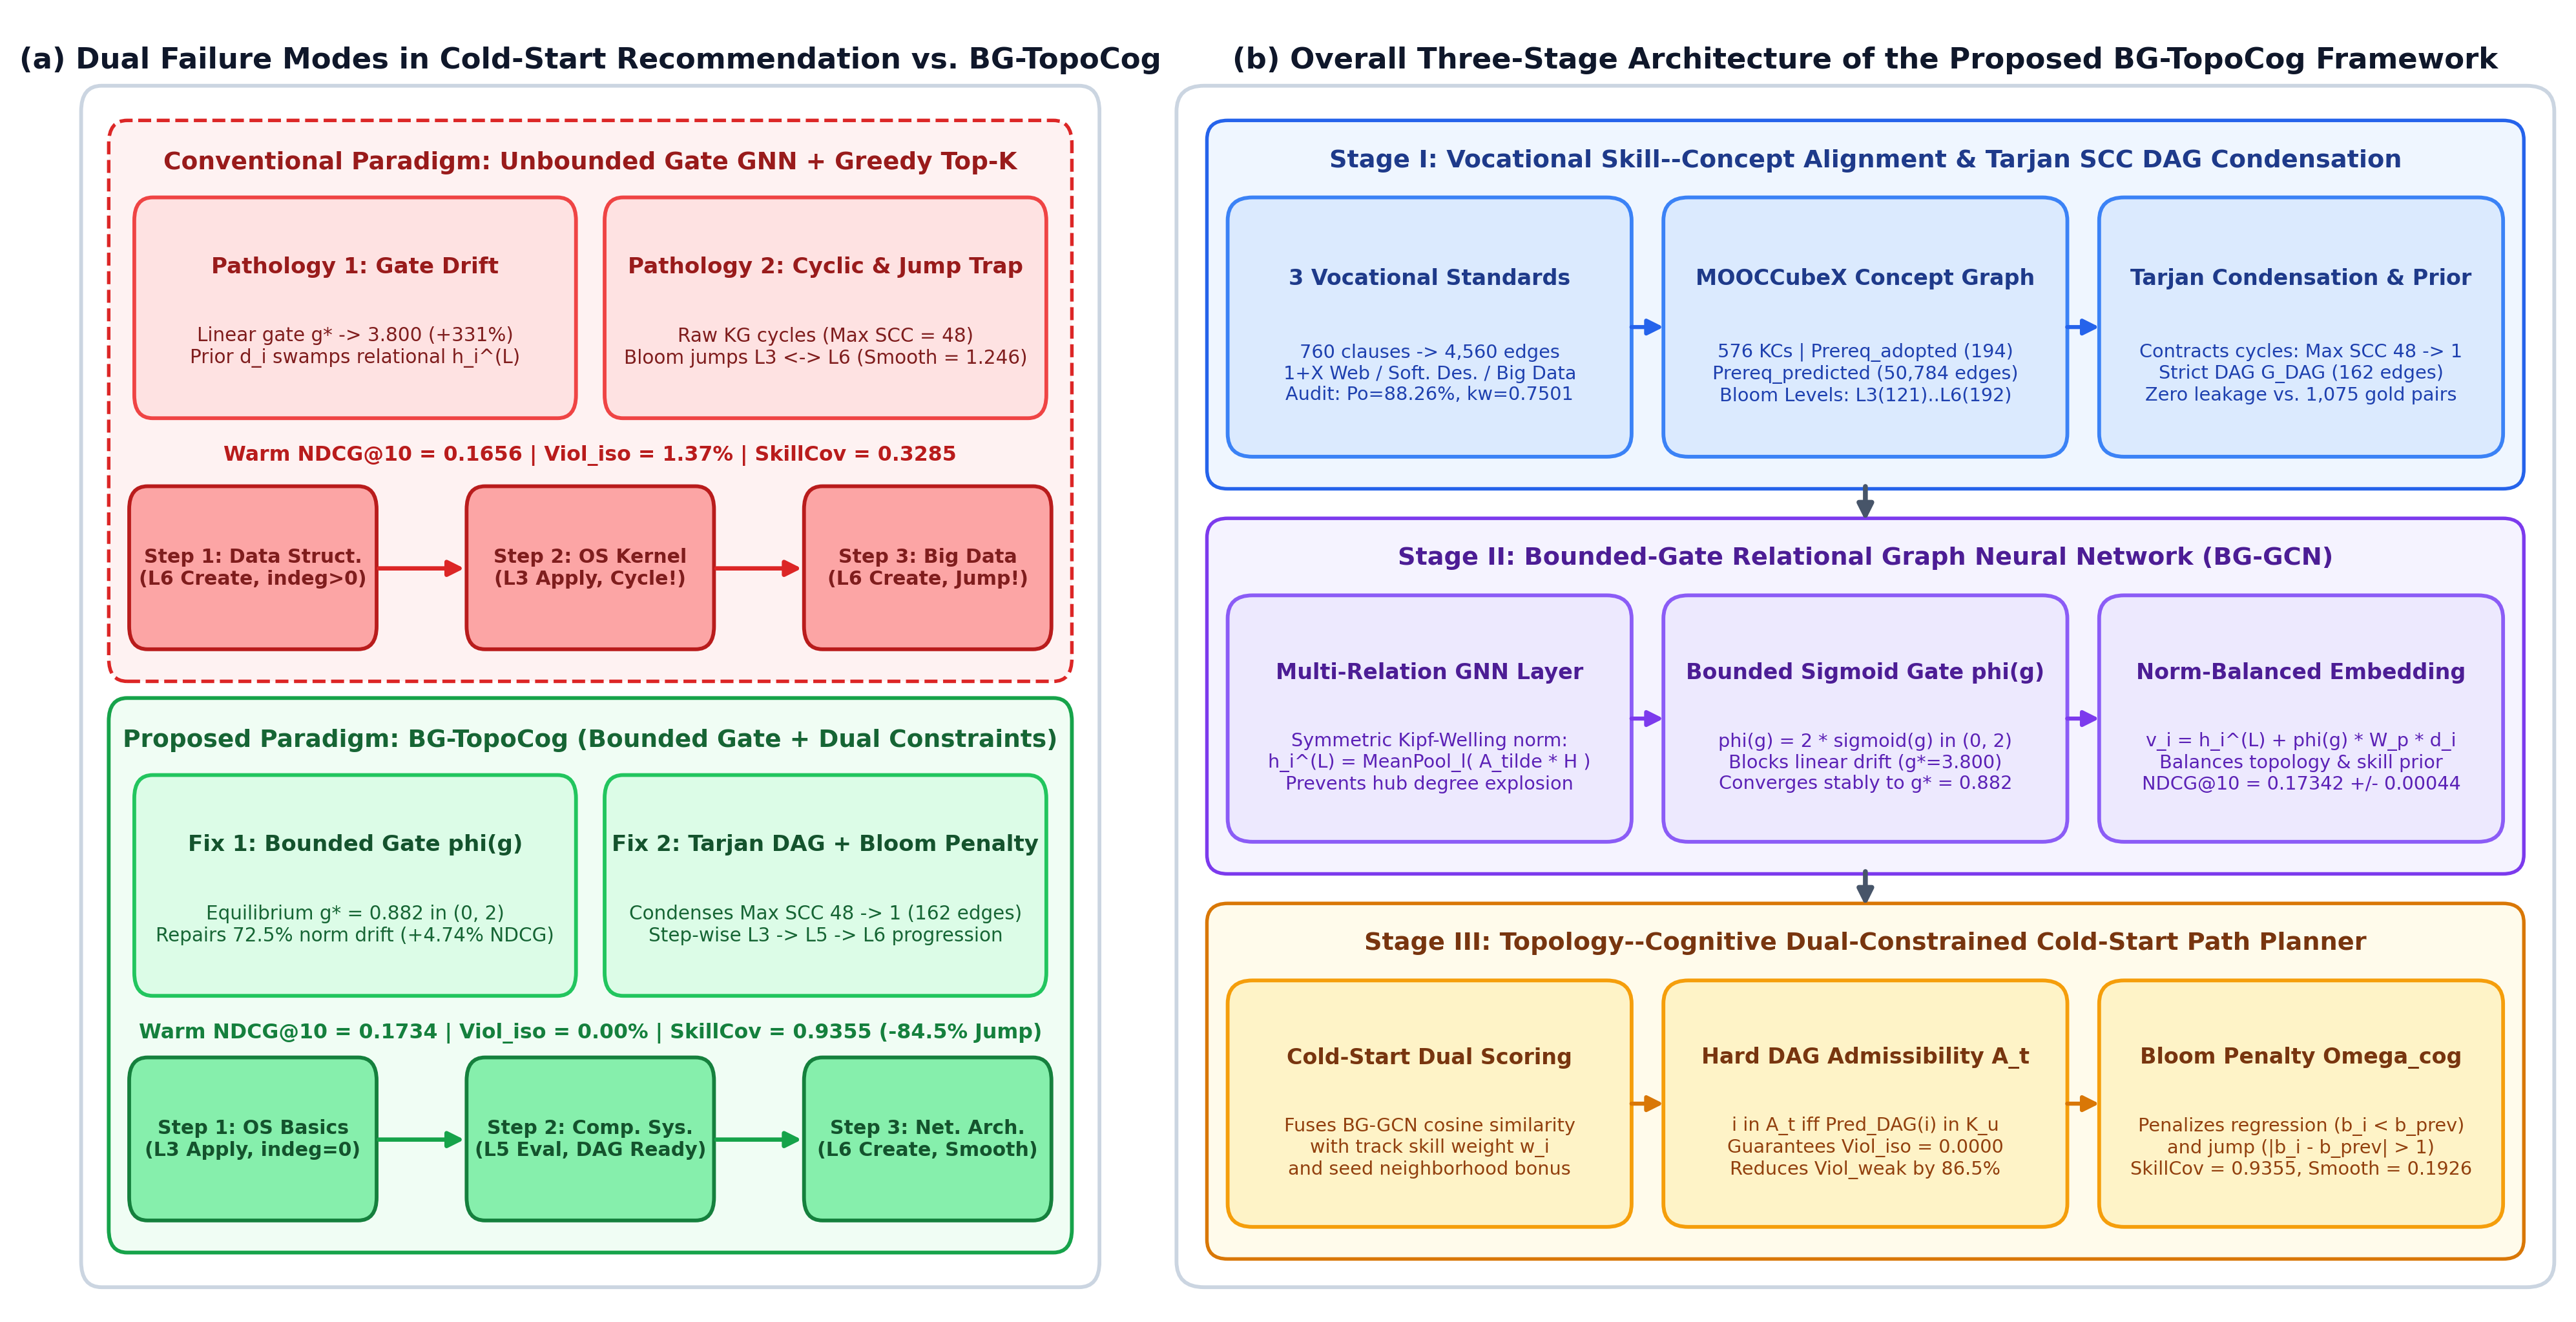 (a) Dual Failure Modes in Cold-Start Recommendation vs. BG-TopoCog
Conventional Paradigm: Unbounded Gate GNN + Greedy Top-K
Pathology 1: Gate Drift
Linear gate g* -> 3.800 (+331%)
Prior d_i swamps relational h_i^(L)
Pathology 2: Cyclic & Jump Trap
Raw KG cycles (Max SCC = 48)
Bloom jumps L3 <-> L6 (Smooth = 1.246)
Warm NDCG@10 = 0.1656 | Viol_iso = 1.37% | SkillCov = 0.3285
Step 1: Data Struct.
(L6 Create, indeg>0)
Step 2: OS Kernel
(L3 Apply, Cycle!)
Step 3: Big Data
(L6 Create, Jump!)
Proposed Paradigm: BG-TopoCog (Bounded Gate + Dual Constraints)
Fix 1: Bounded Gate phi(g)
Equilibrium g* = 0.882 in (0, 2)
Repairs 72.5% norm drift (+4.74% NDCG)
Fix 2: Tarjan DAG + Bloom Penalty
Condenses Max SCC 48 -> 1 (162 edges)
Step-wise L3 -> L5 -> L6 progression
Warm NDCG@10 = 0.1734 | Viol_iso = 0.00% | SkillCov = 0.9355 (-84.5% Jump)
Step 1: OS Basics
(L3 Apply, indeg=0)
Step 2: Comp. Sys.
(L5 Eval, DAG Ready)
Step 3: Net. Arch.
(L6 Create, Smooth)
(b) Overall Three-Stage Architecture of the Proposed BG-TopoCog Framework
Stage I: Vocational Skill--Concept Alignment & Tarjan SCC DAG Condensation
3 Vocational Standards
760 clauses -> 4,560 edges
1+X Web / Soft. Des. / Big Data
Audit: Po=88.26%, kw=0.7501
MOOCCubeX Concept Graph
576 KCs | Prereq_adopted (194)
Prereq_predicted (50,784 edges)
Bloom Levels: L3(121)..L6(192)
Tarjan Condensation & Prior
Contracts cycles: Max SCC 48 -> 1
Strict DAG G_DAG (162 edges)
Zero leakage vs. 1,075 gold pairs
Stage II: Bounded-Gate Relational Graph Neural Network (BG-GCN)
Multi-Relation GNN Layer
Symmetric Kipf-Welling norm:
h_i^(L) = MeanPool_l( A_tilde * H )
Prevents hub degree explosion
Bounded Sigmoid Gate phi(g)
phi(g) = 2 * sigmoid(g) in (0, 2)
Blocks linear drift (g*=3.800)
Converges stably to g* = 0.882
Norm-Balanced Embedding
v_i = h_i^(L) + phi(g) * W_p * d_i
Balances topology & skill prior
NDCG@10 = 0.17342 +/- 0.00044
Stage III: Topology--Cognitive Dual-Constrained Cold-Start Path Planner
Cold-Start Dual Scoring
Fuses BG-GCN cosine similarity
with track skill weight w_i
and seed neighborhood bonus
Hard DAG Admissibility A_t
i in A_t iff Pred_DAG(i) in K_u
Guarantees Viol_iso = 0.0000
Reduces Viol_weak by 86.5%
Bloom Penalty Omega_cog
Penalizes regression (b_i < b_prev)
and jump (|b_i - b_prev| > 1)
SkillCov = 0.9355, Smooth = 0.1926